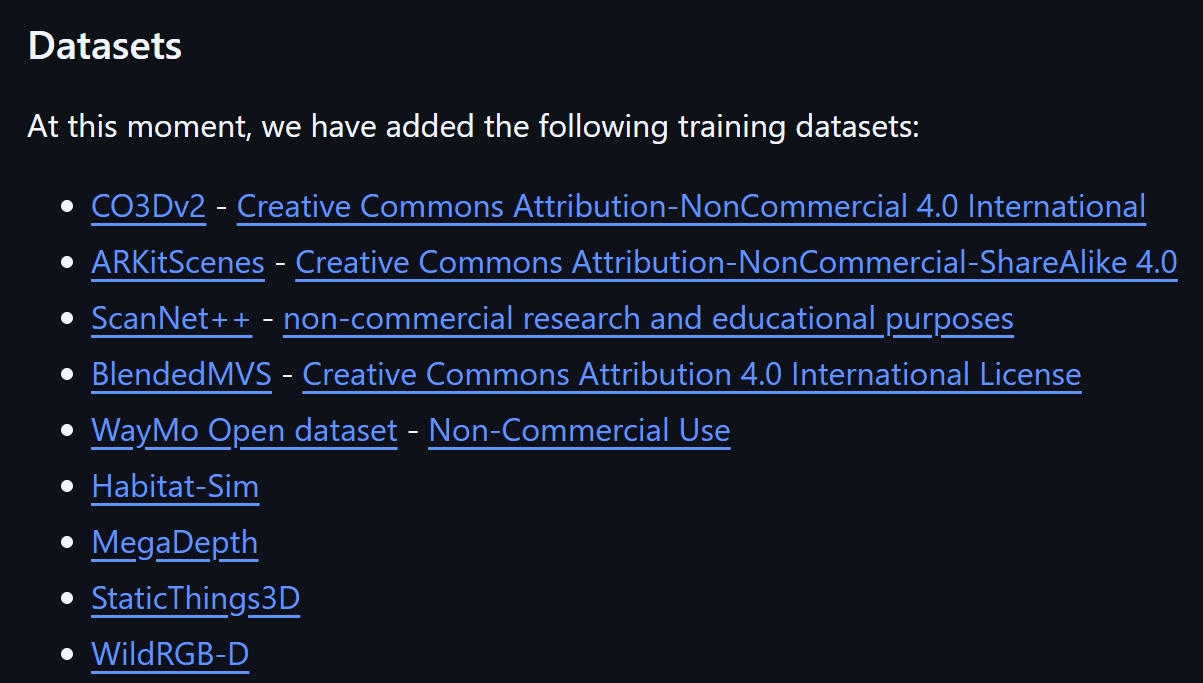 Datasets
At this moment, we have added the following training datasets:
• CO3Dv2 - Creative Commons Attribution-NonCommercial 4.0 International
• ARKitScenes - Creative Commons Attribution-NonCommercial-ShareAlike 4.0
• ScanNet++ - non-commercial research and educational purposes
• BlendedMVS - Creative Commons Attribution 4.0 International License
• WayMo Open dataset - Non-Commercial Use
• Habitat-Sim
• MegaDepth
• StaticThings3D
• WildRGB-D